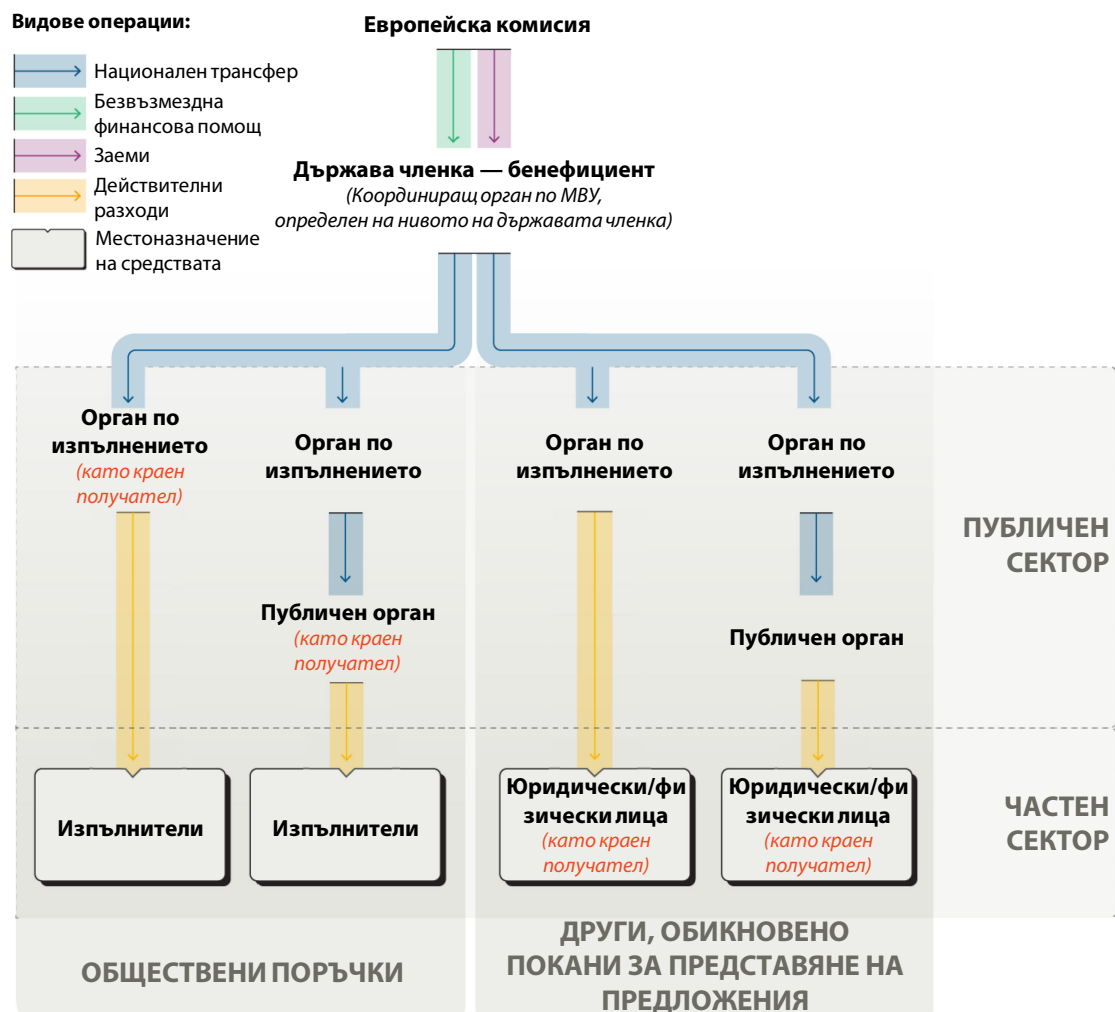 Видове операции:
Национален трансфер
Безвъзмездна
финансова помощ
Заеми
Действителни
разходи
Местоназначение
на средствата
Европейска комисия
Държава членка — бенефициент
(Координиращ орган по МВУ,
определен на нивото на държавата членка)
Орган по
изпълнението
(като краен
получател)
Орган по
изпълнението
Орган по
изпълнението
Орган по
изпълнението
Публичен орган
(като краен
получател)
Публичен орган
ПУБЛИЧЕН
СЕКТОР
Изпълнители
Изпълнители
Юридически/фи
зически лица
(като краен
получател)
Юридически/фи
зически лица
(като краен
получател)
ЧАСТЕН
СЕКТОР
ОБЩЕСТВЕНИ ПОРЪЧКИ
ДРУГИ, ОБИКНОВЕНО
ПОКАНИ ЗА ПРЕДСТАВЯНЕ НА
ПРЕДЛОЖЕНИЯ